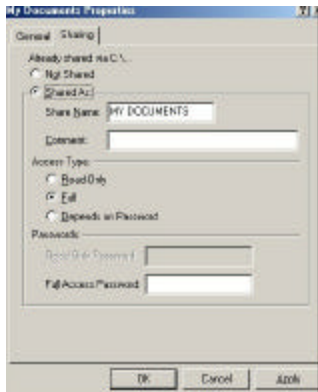 My Documents Properties
General Sharing
Already shared via C:\...
Not Shared
Shared As:
Share Name: MY DOCUMENTS
Comment:
Access Type:
Read-Only
Full
Depends on Password
Passwords:
Read-Only Password:
Full Access Password:
OK Cancel Apply